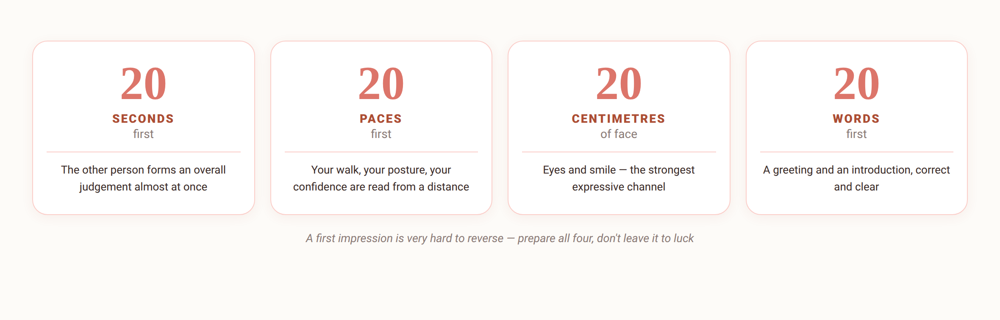 20
SECONDS
first
The other person forms an overall
judgement almost at once
20
PACES
first
Your walk, your posture, your
confidence are read from a distance
20
CENTIMETRES
of face
Eyes and smile — the strongest
expressive channel
20
WORDS
first
A greeting and an introduction, correct
and clear
A first impression is very hard to reverse — prepare all four, don't leave it to luck